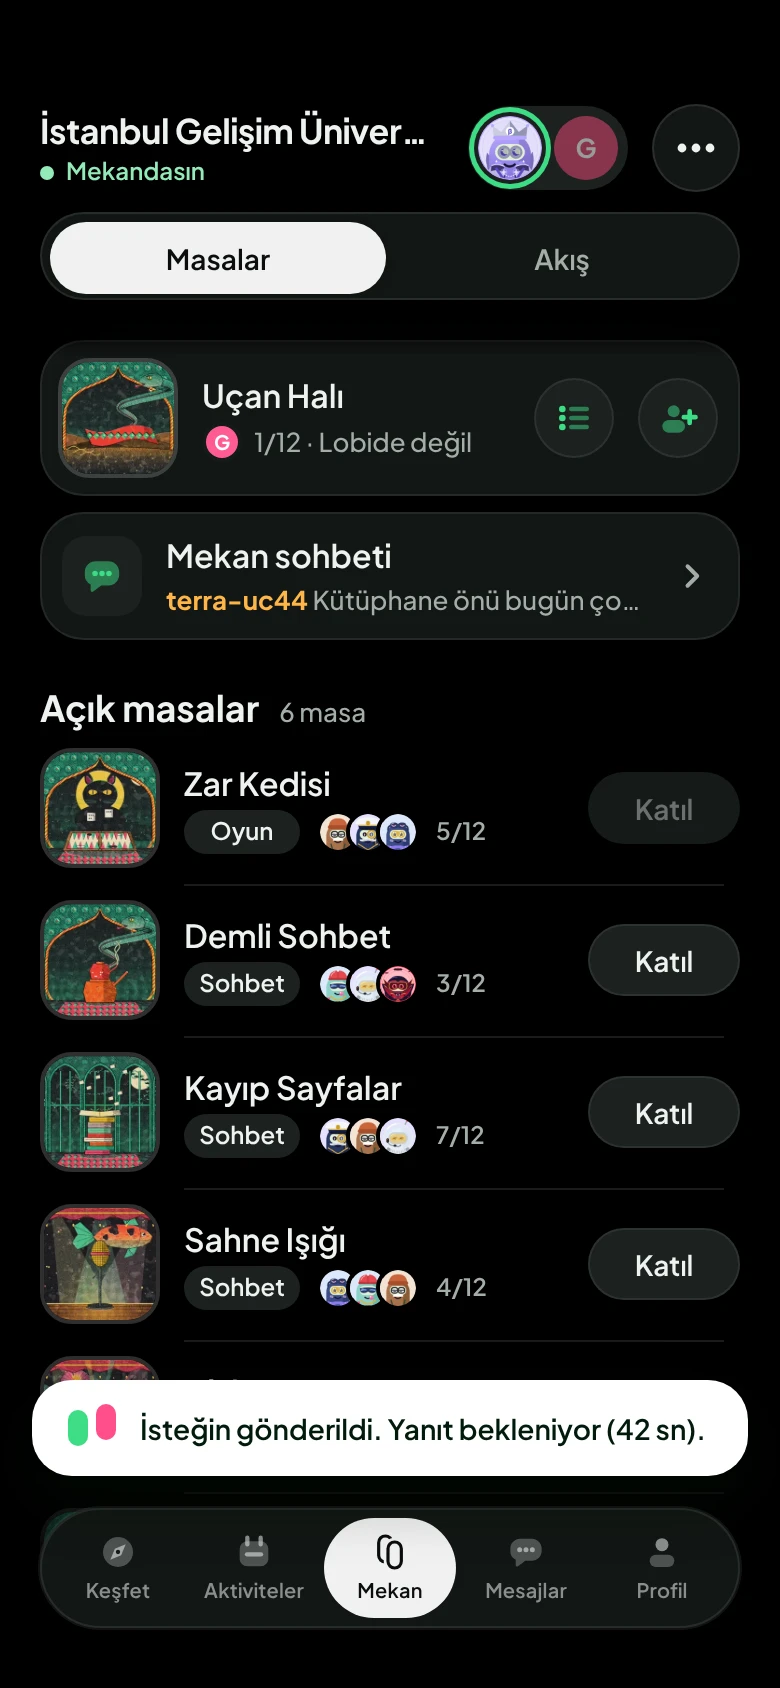 İstanbul Gelişim Üniver...
Mekandasın
G
Masalar
Akış
Uçan Halı
G 1/12 · Lobide değil
Mekan sohbeti
terra-uc44 Kütüphane önü bugün ço...
Açık masalar 6 masa
Zar Kedisi
Oyun 5/12
Katıl
Demli Sohbet
Sohbet 3/12
Katıl
Kayıp Sayfalar
Sohbet 7/12
Katıl
Sahne Işığı
Sohbet 4/12
Katıl
İsteğin gönderildi. Yanıt bekleniyor (42 sn).
Keşfet
Aktiviteler
Mekan
Mesajlar
Profil